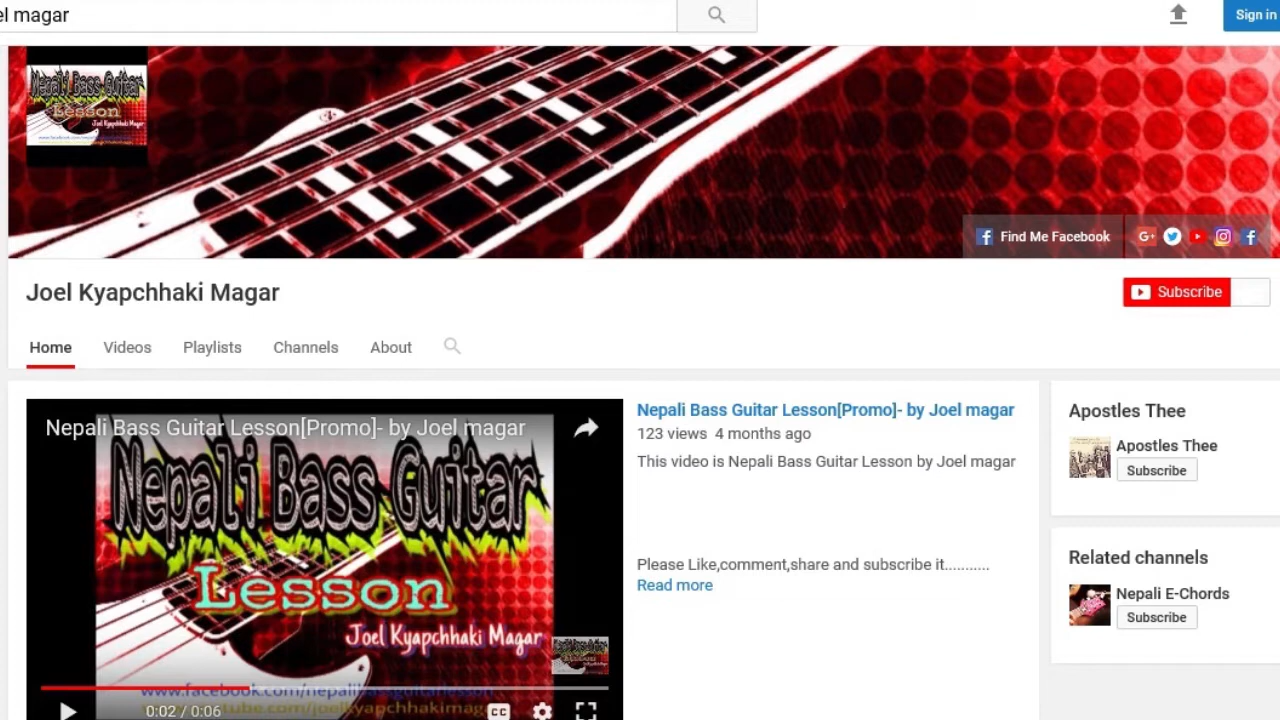 el magar
Sign in
Nepali Bass Guitar
Lesson
Joel Kyapchhaki Magar
Find Me Facebook
Joel Kyapchhaki Magar
Subscribe
Home Videos Playlists Channels About
Nepali Bass Guitar Lesson[Promo]- by Joel magar
Nepali Bass Guitar
Lesson
Joel Kyapchhaki Magar
www.facebook.com/nepalibassguitarlesson
0:02 / 0:06
CC
Nepali Bass Guitar Lesson[Promo]- by Joel magar
123 views 4 months ago
This video is Nepali Bass Guitar Lesson by Joel magar
Please Like,comment,share and subscribe it...........
Read more
Apostles Thee
Apostles Thee
Subscribe
Related channels
Nepali E-Chords
Subscribe